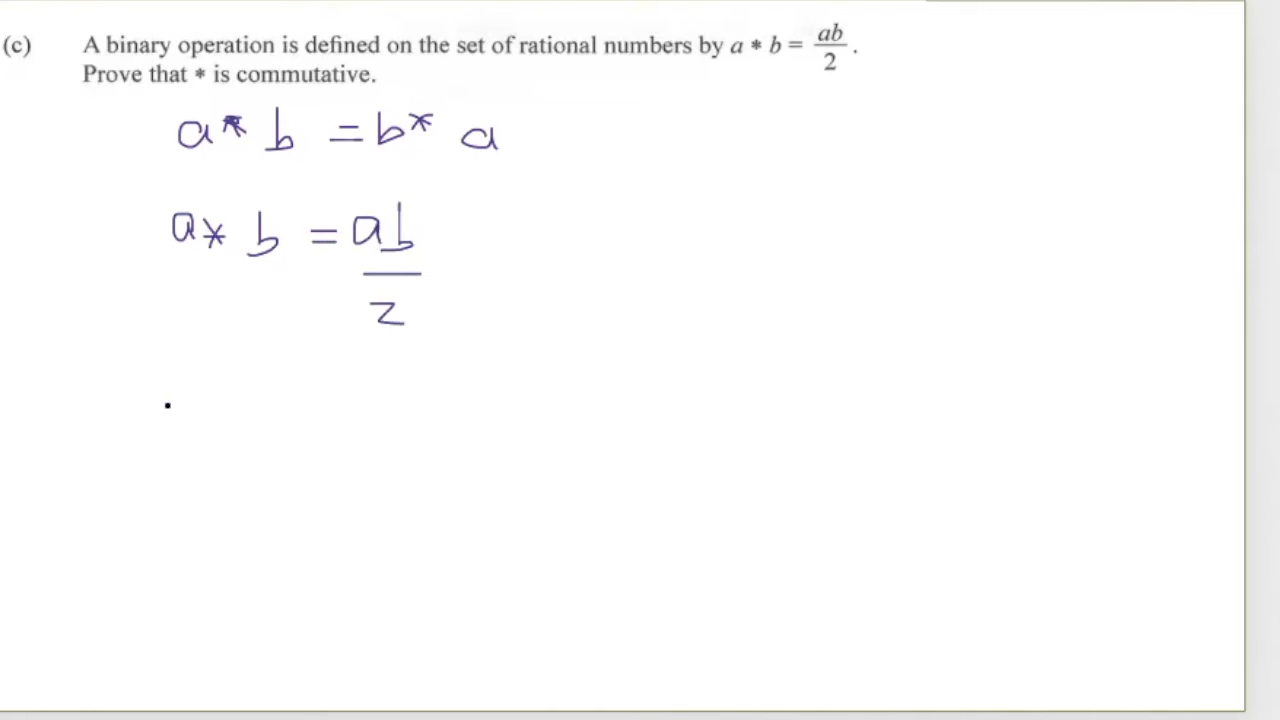 (c) A binary operation is defined on the set of rational numbers by a * b = ab/2.
Prove that * is commutative.
a * b = b * a
a * b = ab
2